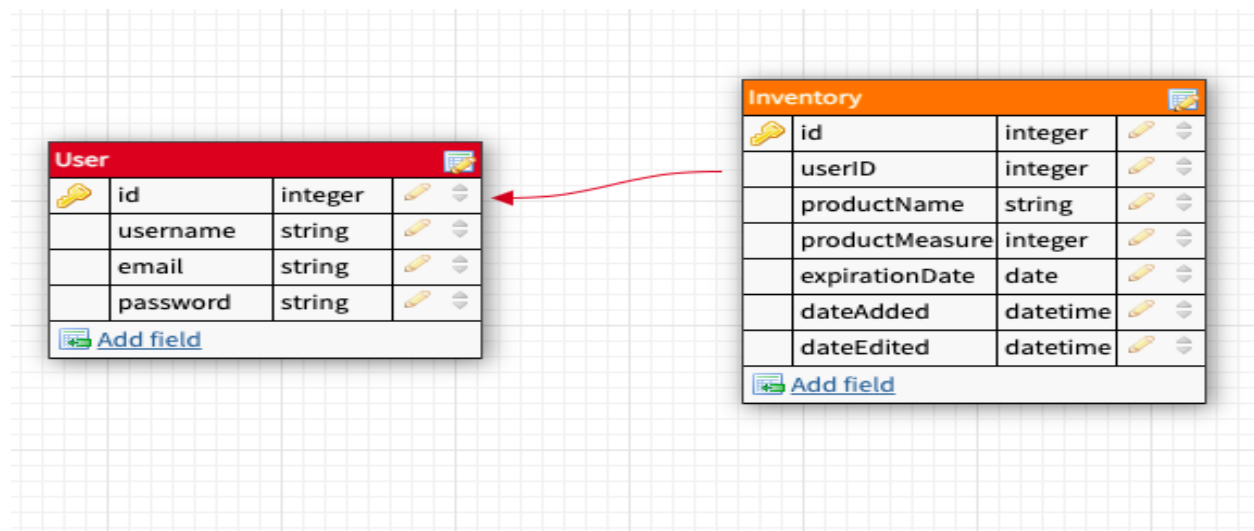 User
id integer
username string
email string
password string
Add field
Inventory
id integer
userID integer
productName string
productMeasure integer
expirationDate date
dateAdded datetime
dateEdited datetime
Add field